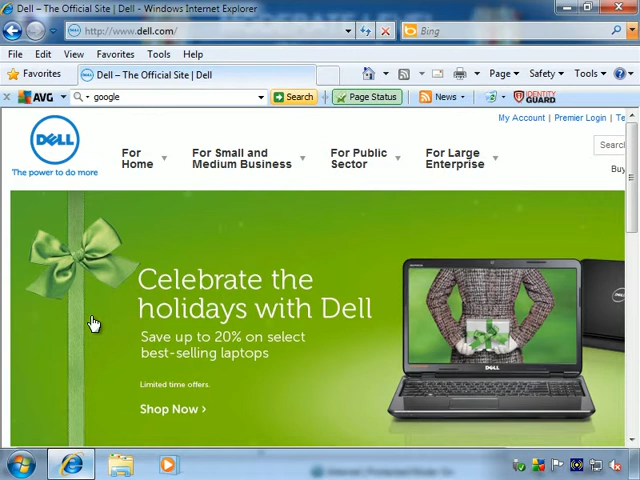 Dell – The Official Site | Dell - Windows Internet Explorer
http://www.dell.com/
Bing
File Edit View Favorites Tools Help
Favorites
Dell – The Official Site | Dell
Page Safety Tools
AVG
google
Search
Page Status
News
IDENTITY
GUARD
My Account | Premier Login | Te
DELL
The power to do more
For
Home
For Small and
Medium Business
For Public
Sector
For Large
Enterprise
Search
Buy
Celebrate the
holidays with Dell
Save up to 20% on select
best-selling laptops
Limited time offers.
Shop Now ›
DELL